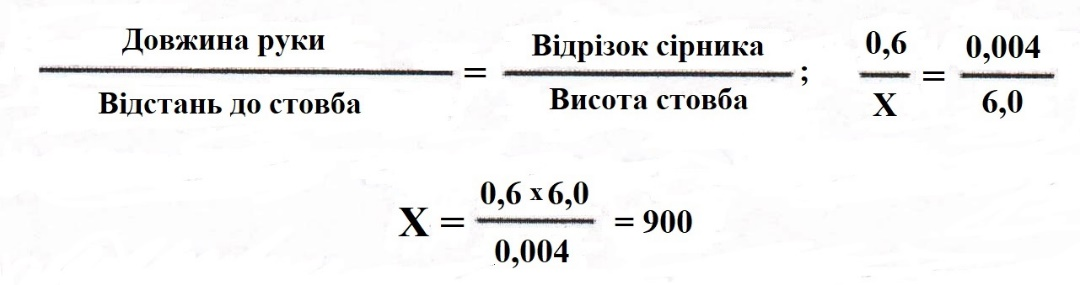 Довжина руки
Відстань до стовба
=
Відрізок сірника
Висота стовба
;
0,6
Х
=
0,004
6,0
Х =
0,6 х 6,0
0,004
= 900